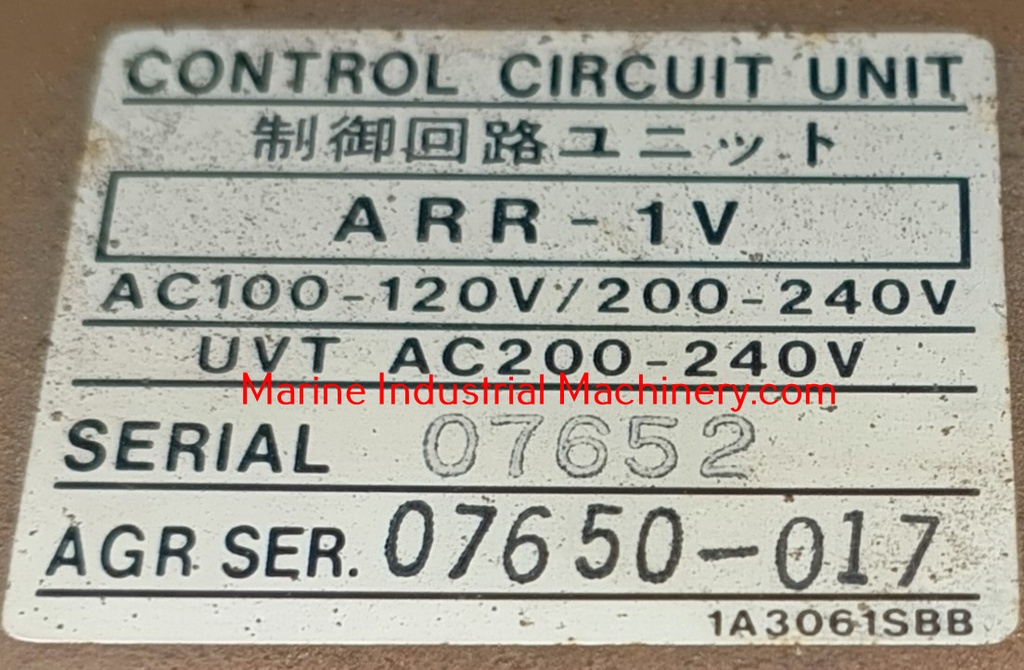 CONTROL CIRCUIT UNIT
制御回路ユニット
ARR-1V
AC100-120V/200-240V
UVT AC200-240V
Marine Industrial Machinery.com
SERIAL 07652
AGR SER. 07650-017
1A3061SBB